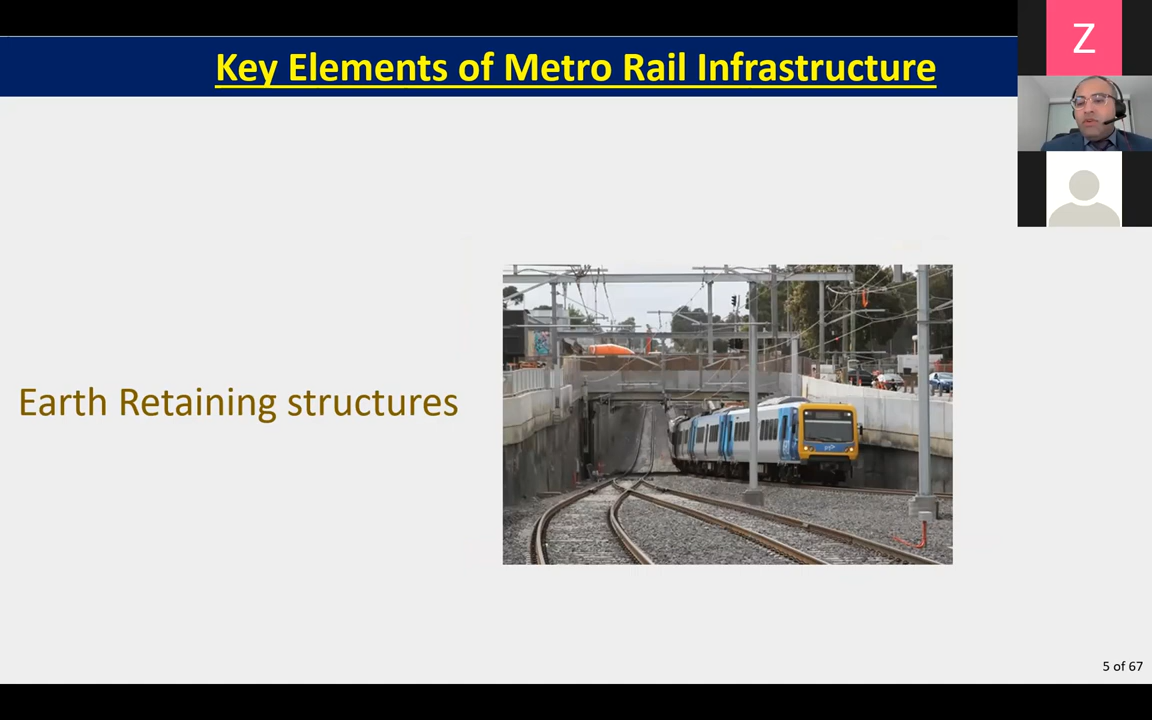 Key Elements of Metro Rail Infrastructure
Z
Earth Retaining structures
5 of 67